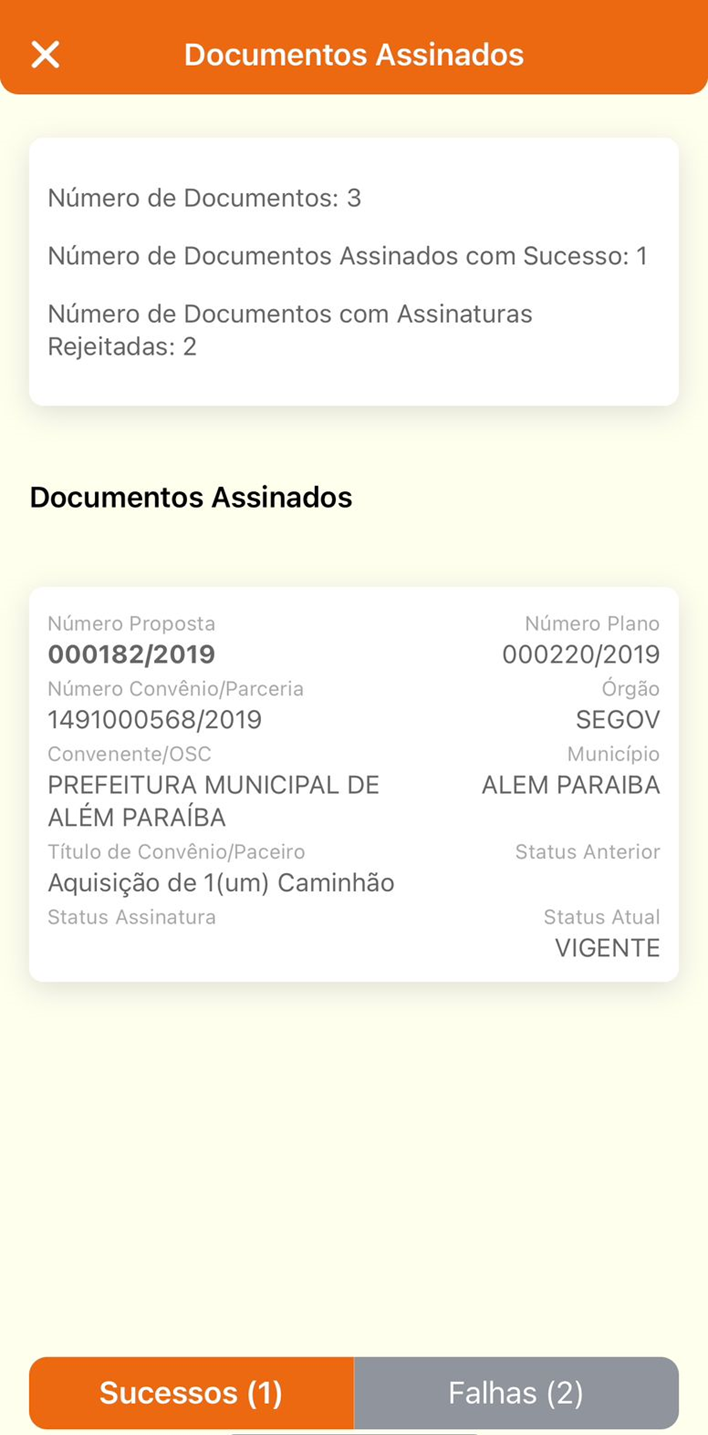 Documentos Assinados
Número de Documentos: 3
Número de Documentos Assinados com Sucesso: 1
Número de Documentos com Assinaturas
Rejeitadas: 2
Documentos Assinados
Número Proposta
Número Plano
000182/2019
000220/2019
Número Convênio/Parceria
Órgão
1491000568/2019
SEGOV
Convenente/OSC
Município
PREFEITURA MUNICIPAL DE
ALÉM PARAÍBA
ALEM PARAIBA
Título de Convênio/Paceiro
Status Anterior
Aquisição de 1(um) Caminhão
Status Assinatura
Status Atual
VIGENTE
Sucessos (1)
Falhas (2)